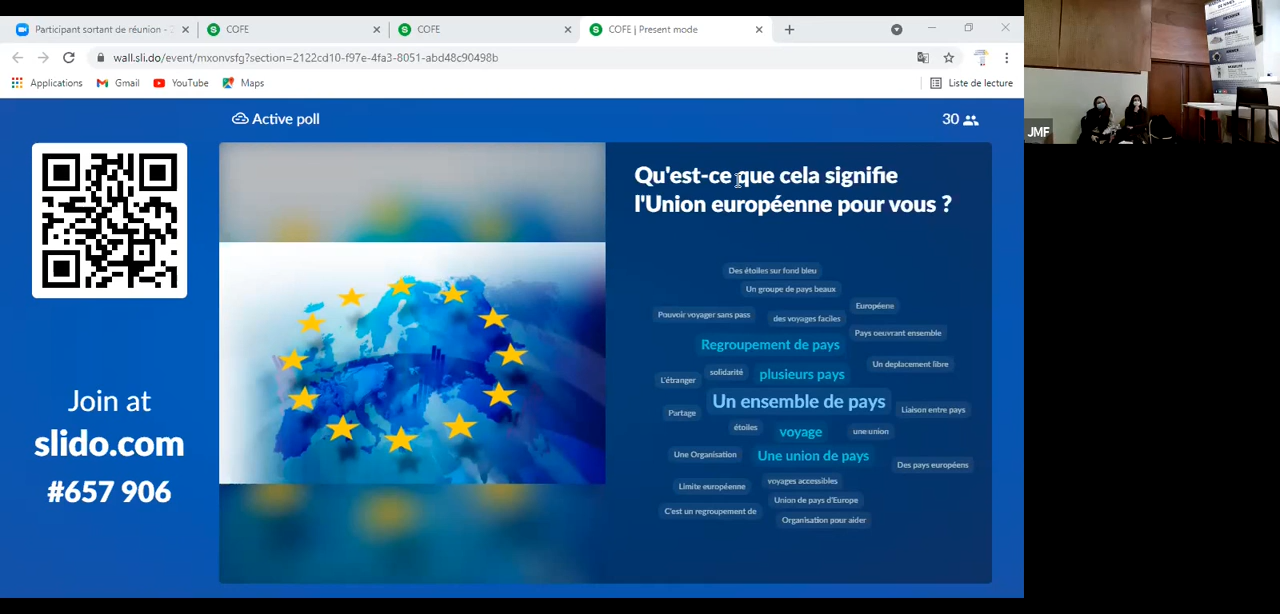 Participant sortant de réunion - 2
COFE
COFE
COFE | Present mode
wall.sli.do/event/mxonvsfg?section=2122cd10-f97e-4fa3-8051-abd48c90498b
Applications
Gmail
YouTube
Maps
Liste de lecture
Active poll
30
Join at
slido.com
#657 906
Qu'est-ce que cela signifie
l'Union européenne pour vous ?
Des étoiles sur fond bleu
Un groupe de pays beaux
Européene
Pouvoir voyager sans pass
des voyages faciles
Pays oeuvrant ensemble
Regroupement de pays
Un deplacement libre
L'étranger
solidarité
plusieurs pays
Un ensemble de pays
Partage
Liaison entre pays
étoiles
voyage
une union
Une Organisation
Une union de pays
Des pays européens
Limite européenne
voyages accessibles
Union de pays d'Europe
C'est un regroupement de
Organisation pour aider
JMF